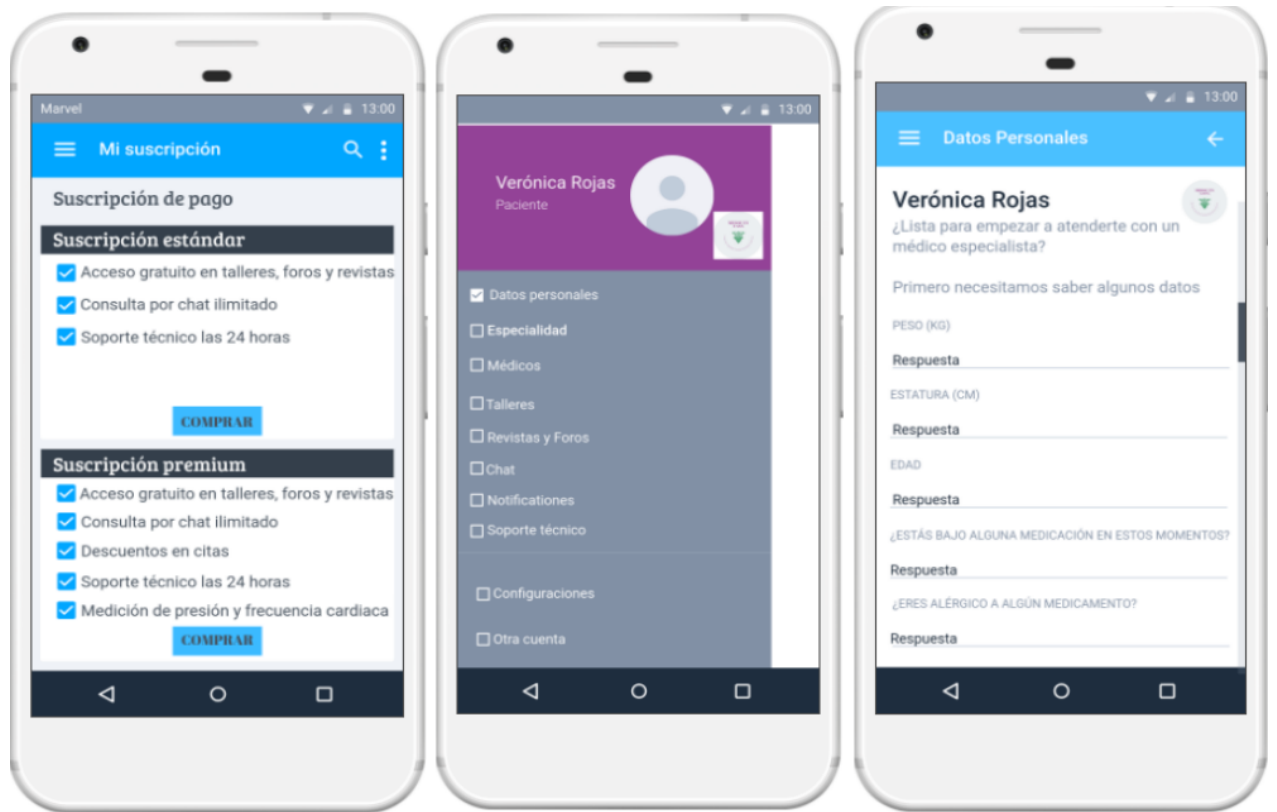 Marvel
13:00
Mi suscripción
Suscripción de pago
Suscripción estándar
Acceso gratuito en talleres, foros y revistas
Consulta por chat ilimitado
Soporte técnico las 24 horas
COMPRAR
Suscripción premium
Acceso gratuito en talleres, foros y revistas
Consulta por chat ilimitado
Descuentos en citas
Soporte técnico las 24 horas
Medición de presión y frecuencia cardiaca
COMPRAR
13:00
Verónica Rojas
Paciente
Datos personales
Especialidad
Médicos
Talleres
Revistas y Foros
Chat
Notificationes
Soporte técnico
Configuraciones
Otra cuenta
13:00
Datos Personales
Verónica Rojas
¿Lista para empezar a atenderte con un
médico especialista?
Primero necesitamos saber algunos datos
PESO (KG)
Respuesta
ESTATURA (CM)
Respuesta
EDAD
Respuesta
¿ESTÁS BAJO ALGUNA MEDICACIÓN EN ESTOS MOMENTOS?
Respuesta
¿ERES ALÉRGICO A ALGÚN MEDICAMENTO?
Respuesta